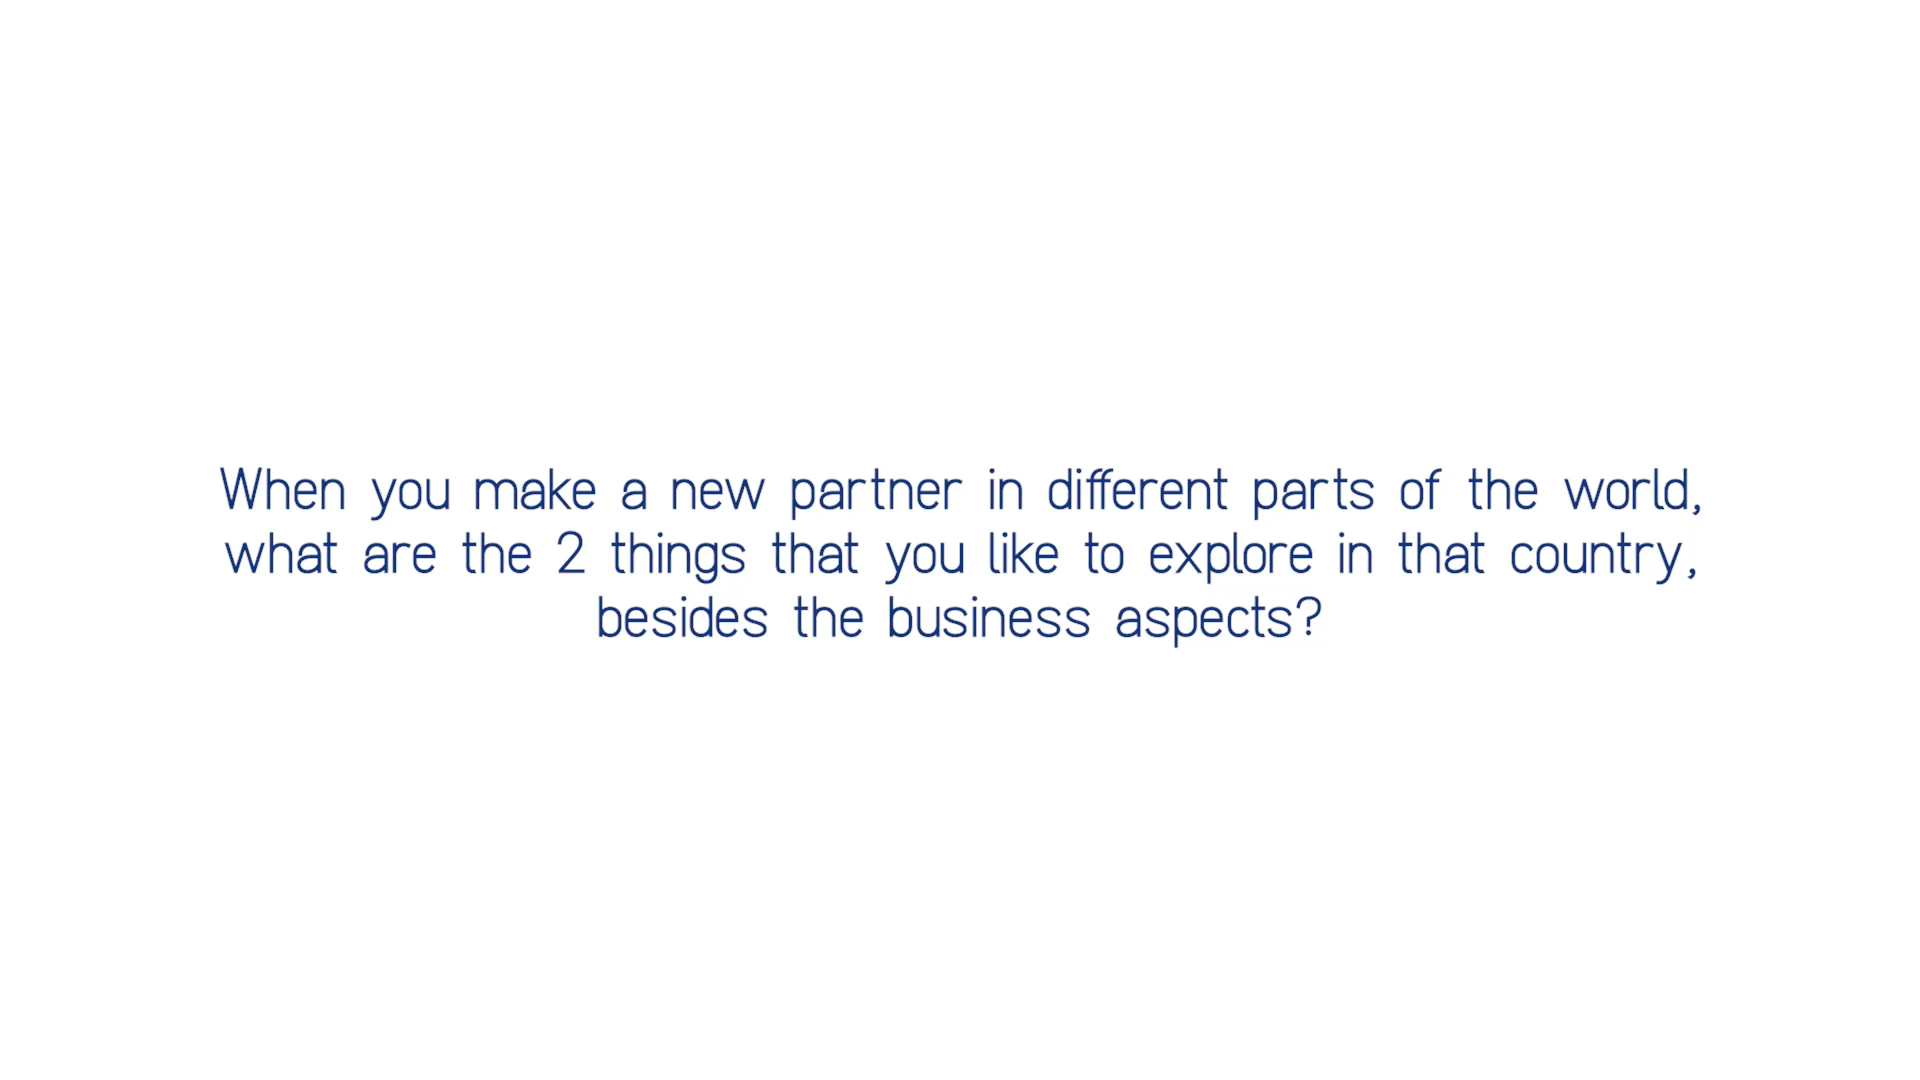 When you make a new partner in different parts of the world,
what are the 2 things that you like to explore in that country,
besides the business aspects?